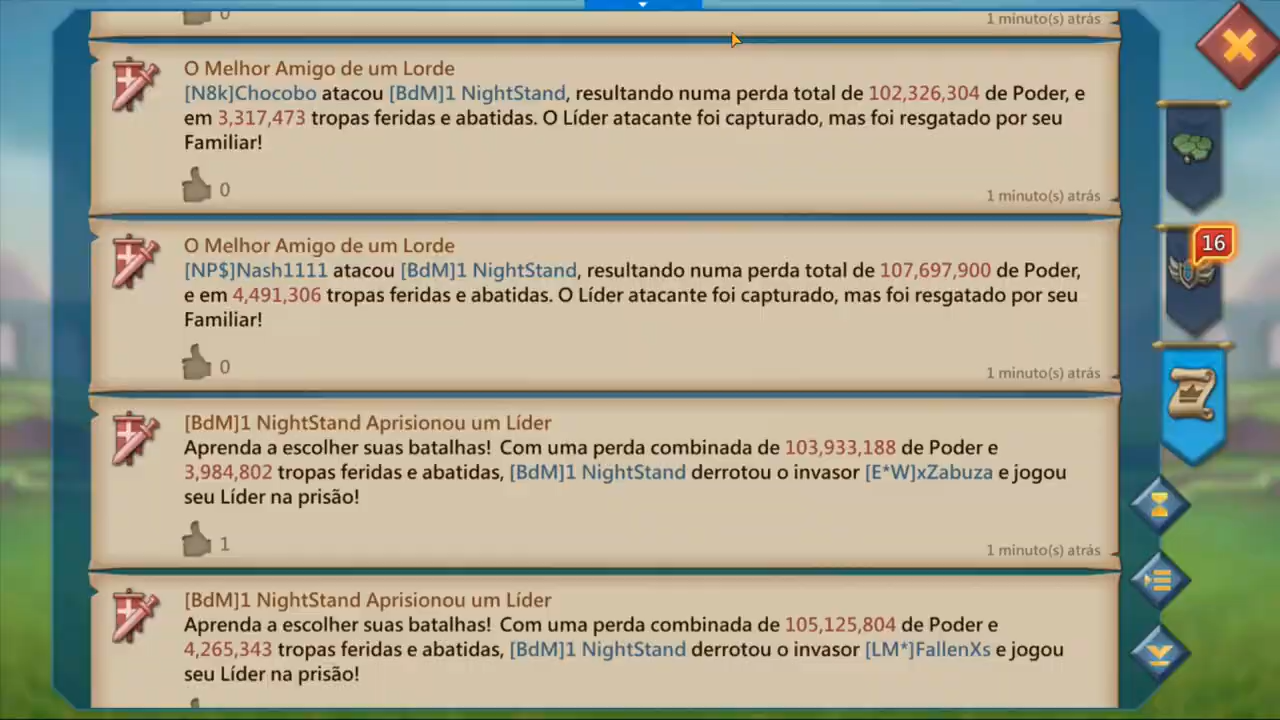 0
1 minuto(s) atrás
O Melhor Amigo de um Lorde
[N8k]Chocobo atacou [BdM]1 NightStand, resultando numa perda total de 102,326,304 de Poder, e
em 3,317,473 tropas feridas e abatidas. O Líder atacante foi capturado, mas foi resgatado por seu
Familiar!
0
1 minuto(s) atrás
O Melhor Amigo de um Lorde
[NP$]Nash1111 atacou [BdM]1 NightStand, resultando numa perda total de 107,697,900 de Poder,
e em 4,491,306 tropas feridas e abatidas. O Líder atacante foi capturado, mas foi resgatado por seu
Familiar!
0
1 minuto(s) atrás
[BdM]1 NightStand Aprisionou um Líder
Aprenda a escolher suas batalhas! Com uma perda combinada de 103,933,188 de Poder e
3,984,802 tropas feridas e abatidas, [BdM]1 NightStand derrotou o invasor [E*W]xZabuza e jogou
seu Líder na prisão!
1
1 minuto(s) atrás
[BdM]1 NightStand Aprisionou um Líder
Aprenda a escolher suas batalhas! Com uma perda combinada de 105,125,804 de Poder e
4,265,343 tropas feridas e abatidas, [BdM]1 NightStand derrotou o invasor [LM*]FallenXs e jogou
seu Líder na prisão!
16